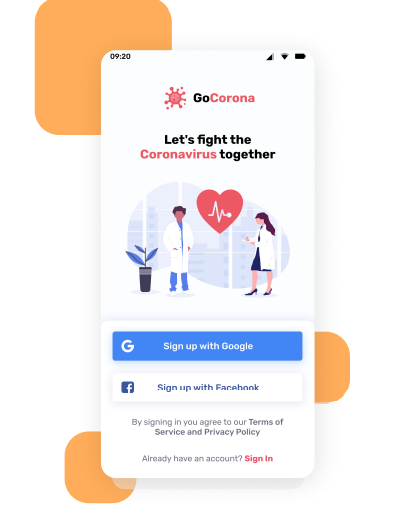 09:20
GoCorona
Let's fight the
Coronavirus together
Sign up with Google
Sign up with Facebook
By signing in you agree to our Terms of
Service and Privacy Policy
Already have an account? Sign In